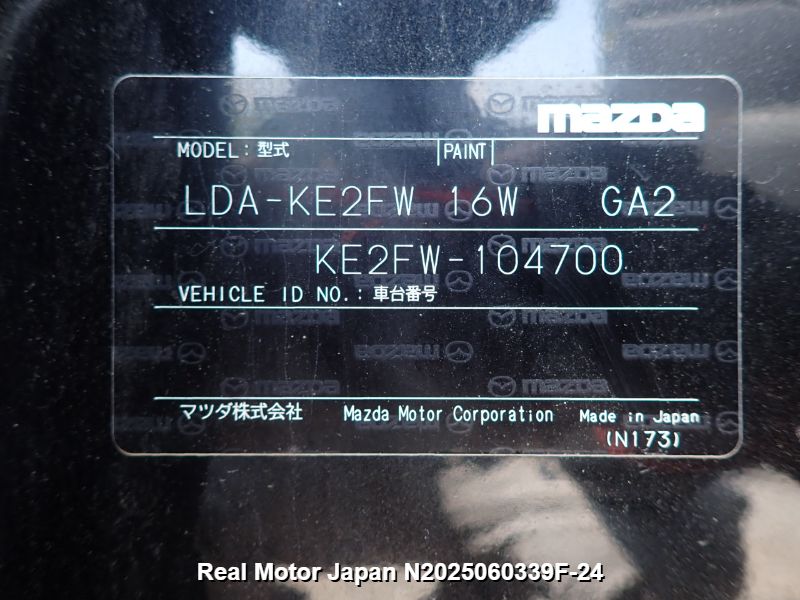 mazda
MODEL: 型式 PAINT
LDA-KE2FW 16W GA2
KE2FW-104700
VEHICLE ID NO.: 車台番号
マツダ株式会社 Mazda Motor Corporation Made in Japan
(N173)
Real Motor Japan N2025060339F-24